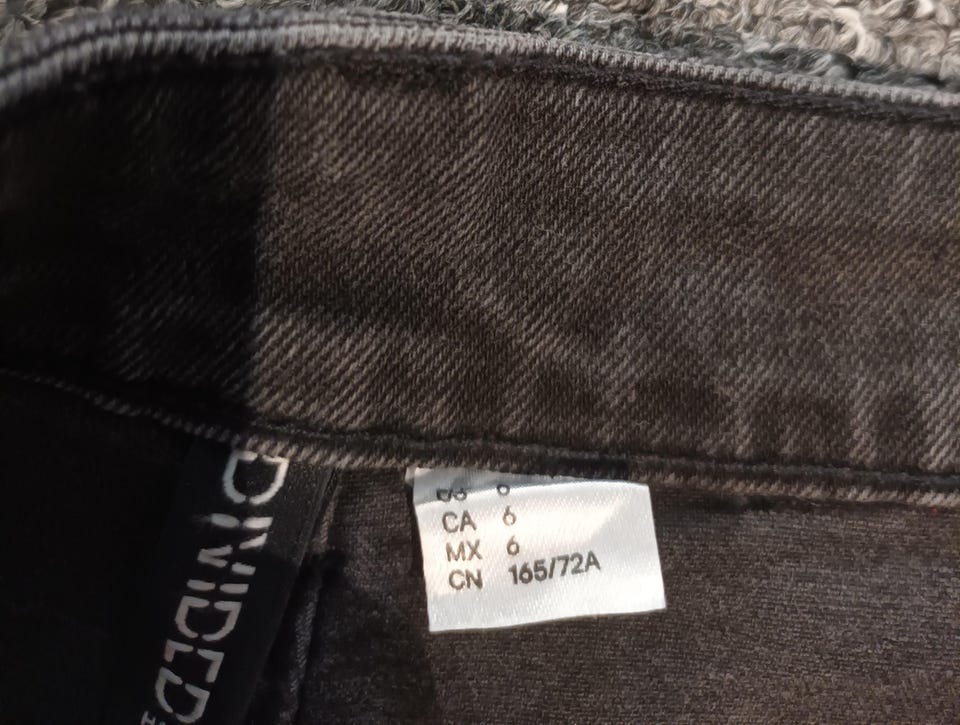 DIVIDED
CA 6
MX 6
CN 165/72A